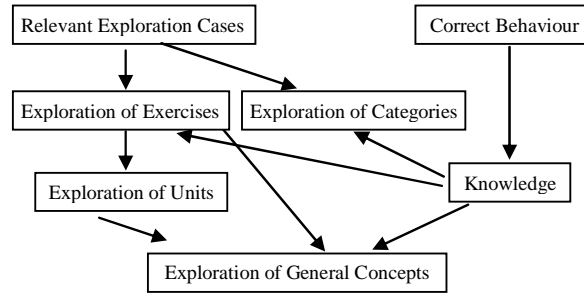 Relevant Exploration Cases
Correct Behaviour
Exploration of Exercises
Exploration of Categories
Exploration of Units
Knowledge
Exploration of General Concepts